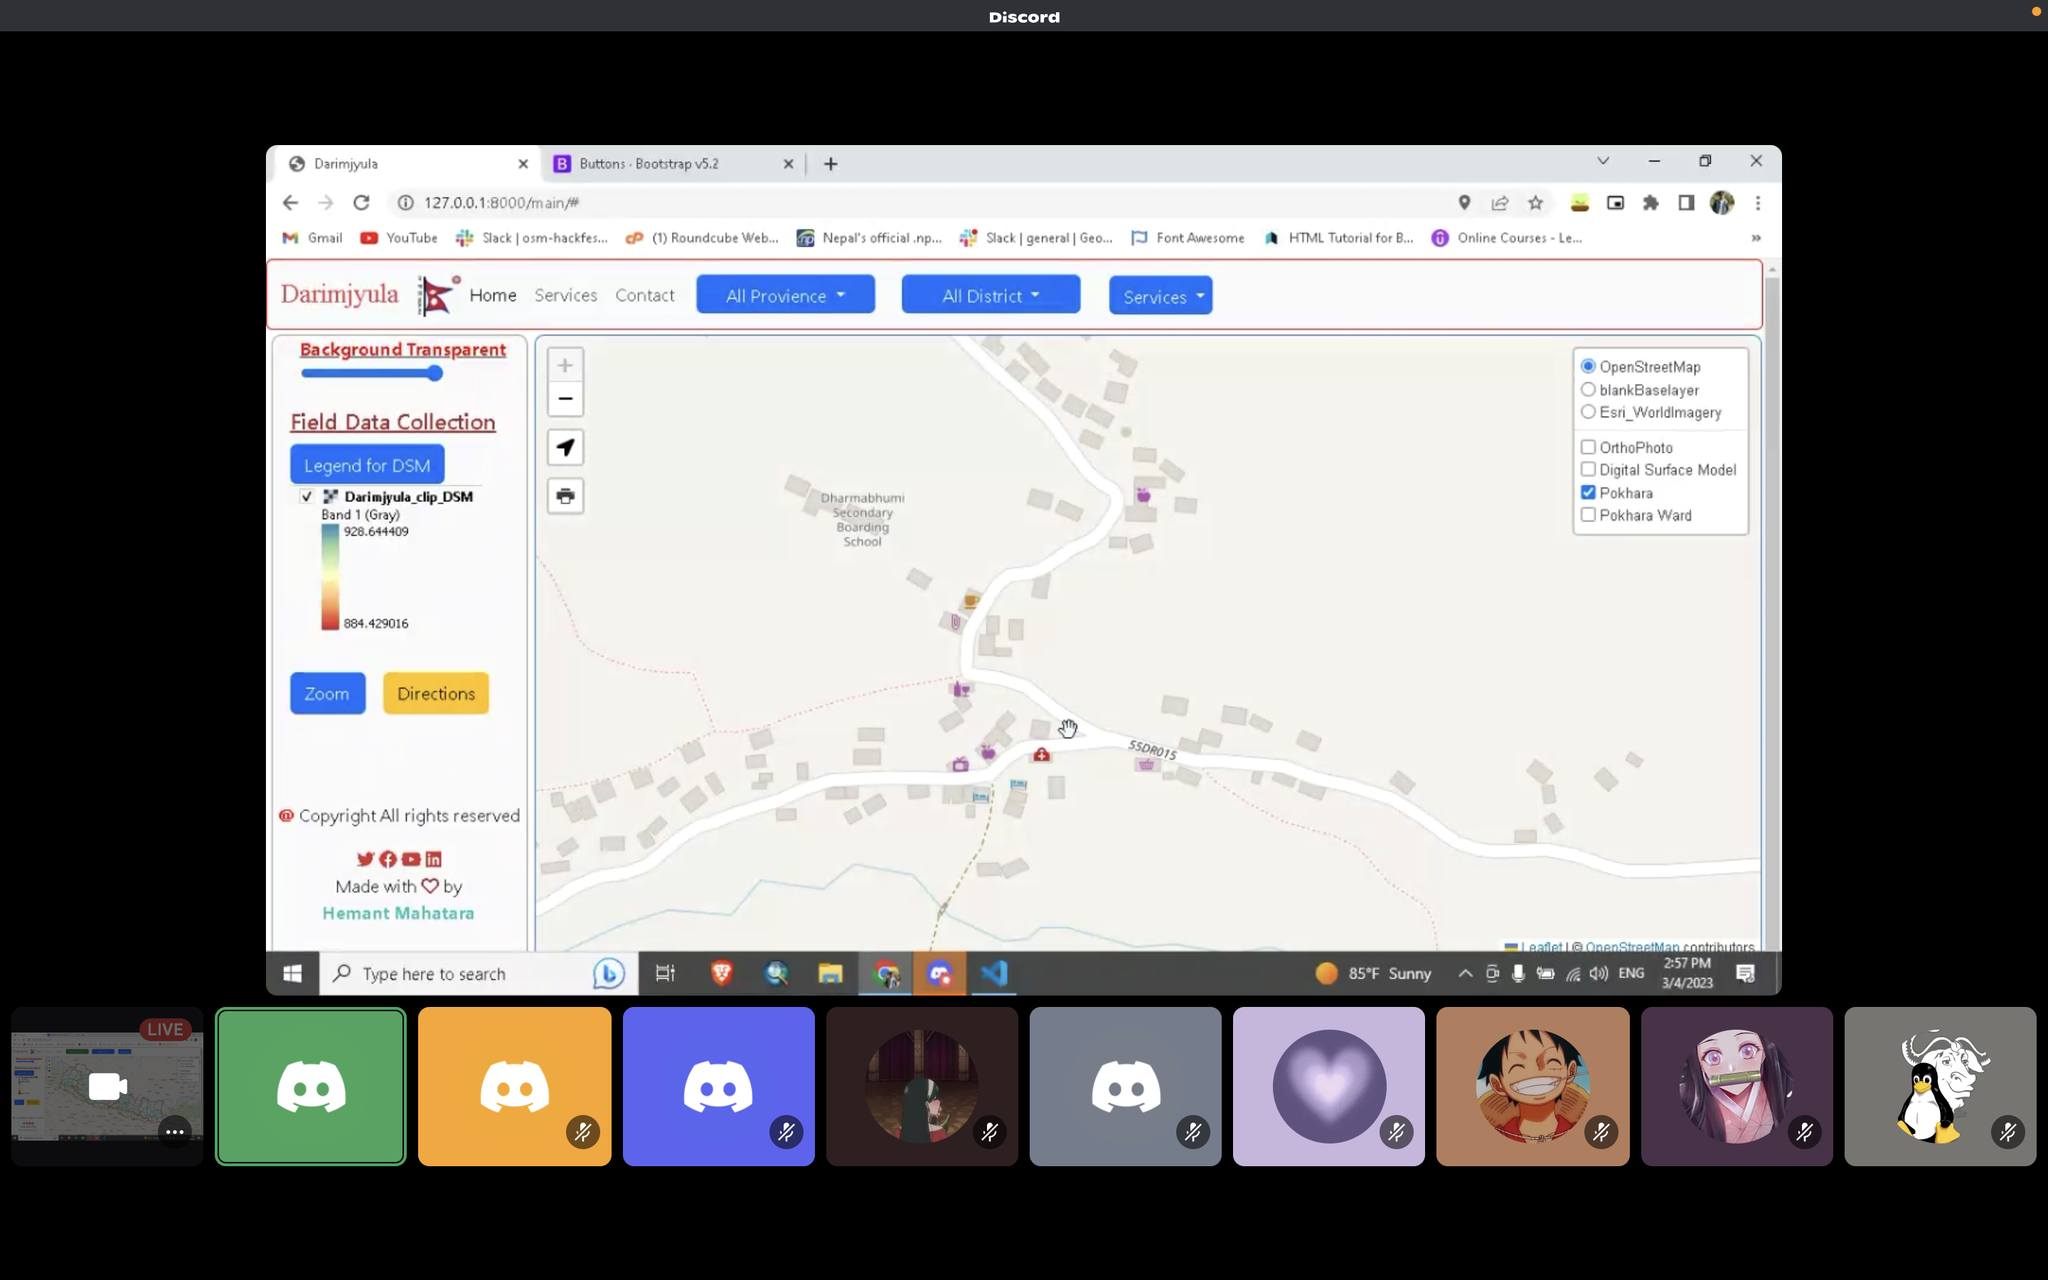 Discord
Darimjyula
Buttons · Bootstrap v5.2
127.0.0.1:8000/main/#
Gmail
YouTube
Slack | osm-hackfes...
(1) Roundcube Web...
Nepal's official .np...
Slack | general | Geo...
Font Awesome
HTML Tutorial for B...
Online Courses - Le...
»
Darimjyula
Home
Services
Contact
All Provience
All District
Services
Background Transparent
Field Data Collection
Legend for DSM
Darimjyula_clip_DSM
Band 1 (Gray)
928.644409
884.429016
Zoom
Directions
@ Copyright All rights reserved
Made with ♡ by
Hemant Mahatara
+
−
Dharmabhumi
Secondary
Boarding
School
55DR015
OpenStreetMap
blankBaselayer
Esri_WorldImagery
OrthoPhoto
Digital Surface Model
Pokhara
Pokhara Ward
Leaflet | © OpenStreetMap contributors
Type here to search
85°F Sunny
ENG
2:57 PM
3/4/2023
LIVE